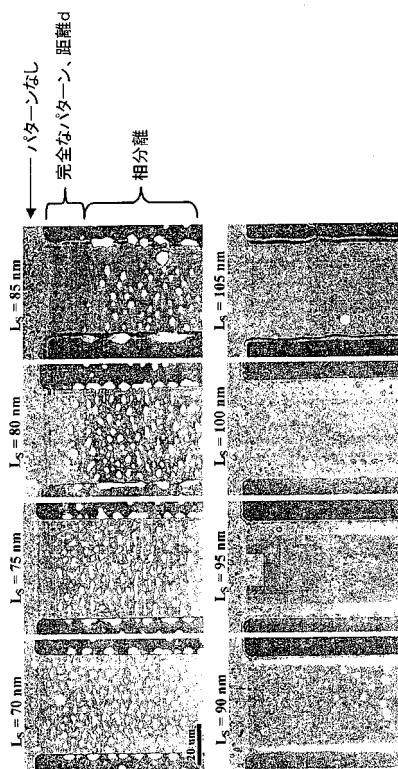 L_S = 70 nm
L_S = 75 nm
L_S = 80 nm
L_S = 85 nm
パターンなし
完全なパターン、距離d
相分離
20 nm
L_S = 90 nm
L_S = 95 nm
L_S = 100 nm
L_S = 105 nm